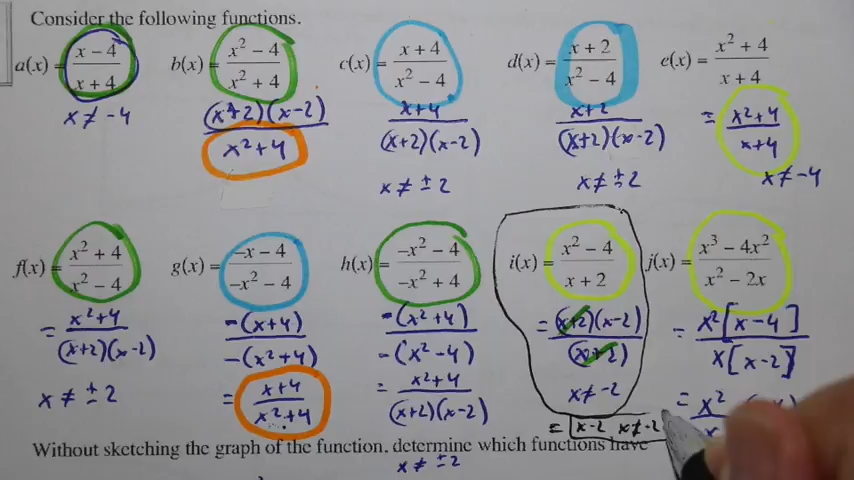 Consider the following functions.
a(x) = x − 4 / x + 4
x ≠ −4
b(x) = x² − 4 / x² + 4
(x+2)(x−2) / x²+4
c(x) = x + 4 / x² − 4
x+4 / (x+2)(x−2)
x ≠ ±2
d(x) = x + 2 / x² − 4
x+2 / (x+2)(x−2)
x ≠ ±2
e(x) = x² + 4 / x + 4
= x²+4 / x+4
x ≠ −4
f(x) = x² + 4 / x² − 4
= x²+4 / (x+2)(x−2)
x ≠ ±2
g(x) = −x − 4 / −x² − 4
−(x+4) / −(x²+4)
= x+4 / x²+4
h(x) = −x² − 4 / −x² + 4
−(x²+4) / −(x²−4)
= x²+4 / (x+2)(x−2)
x ≠ ±2
i(x) = x² − 4 / x + 2
= (x+2)(x−2) / (x+2)
x ≠ −2
= x−2 x≠−2
j(x) = x³ − 4x² / x² − 2x
= x²[x−4] / x[x−2]
= x²
Without sketching the graph of the function, determine which functions have